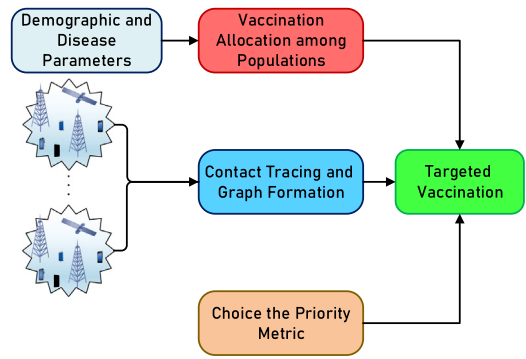 Demographic and
Disease
Parameters
Vaccination
Allocation among
Populations
Contact Tracing and
Graph Formation
Targeted
Vaccination
Choice the Priority
Metric